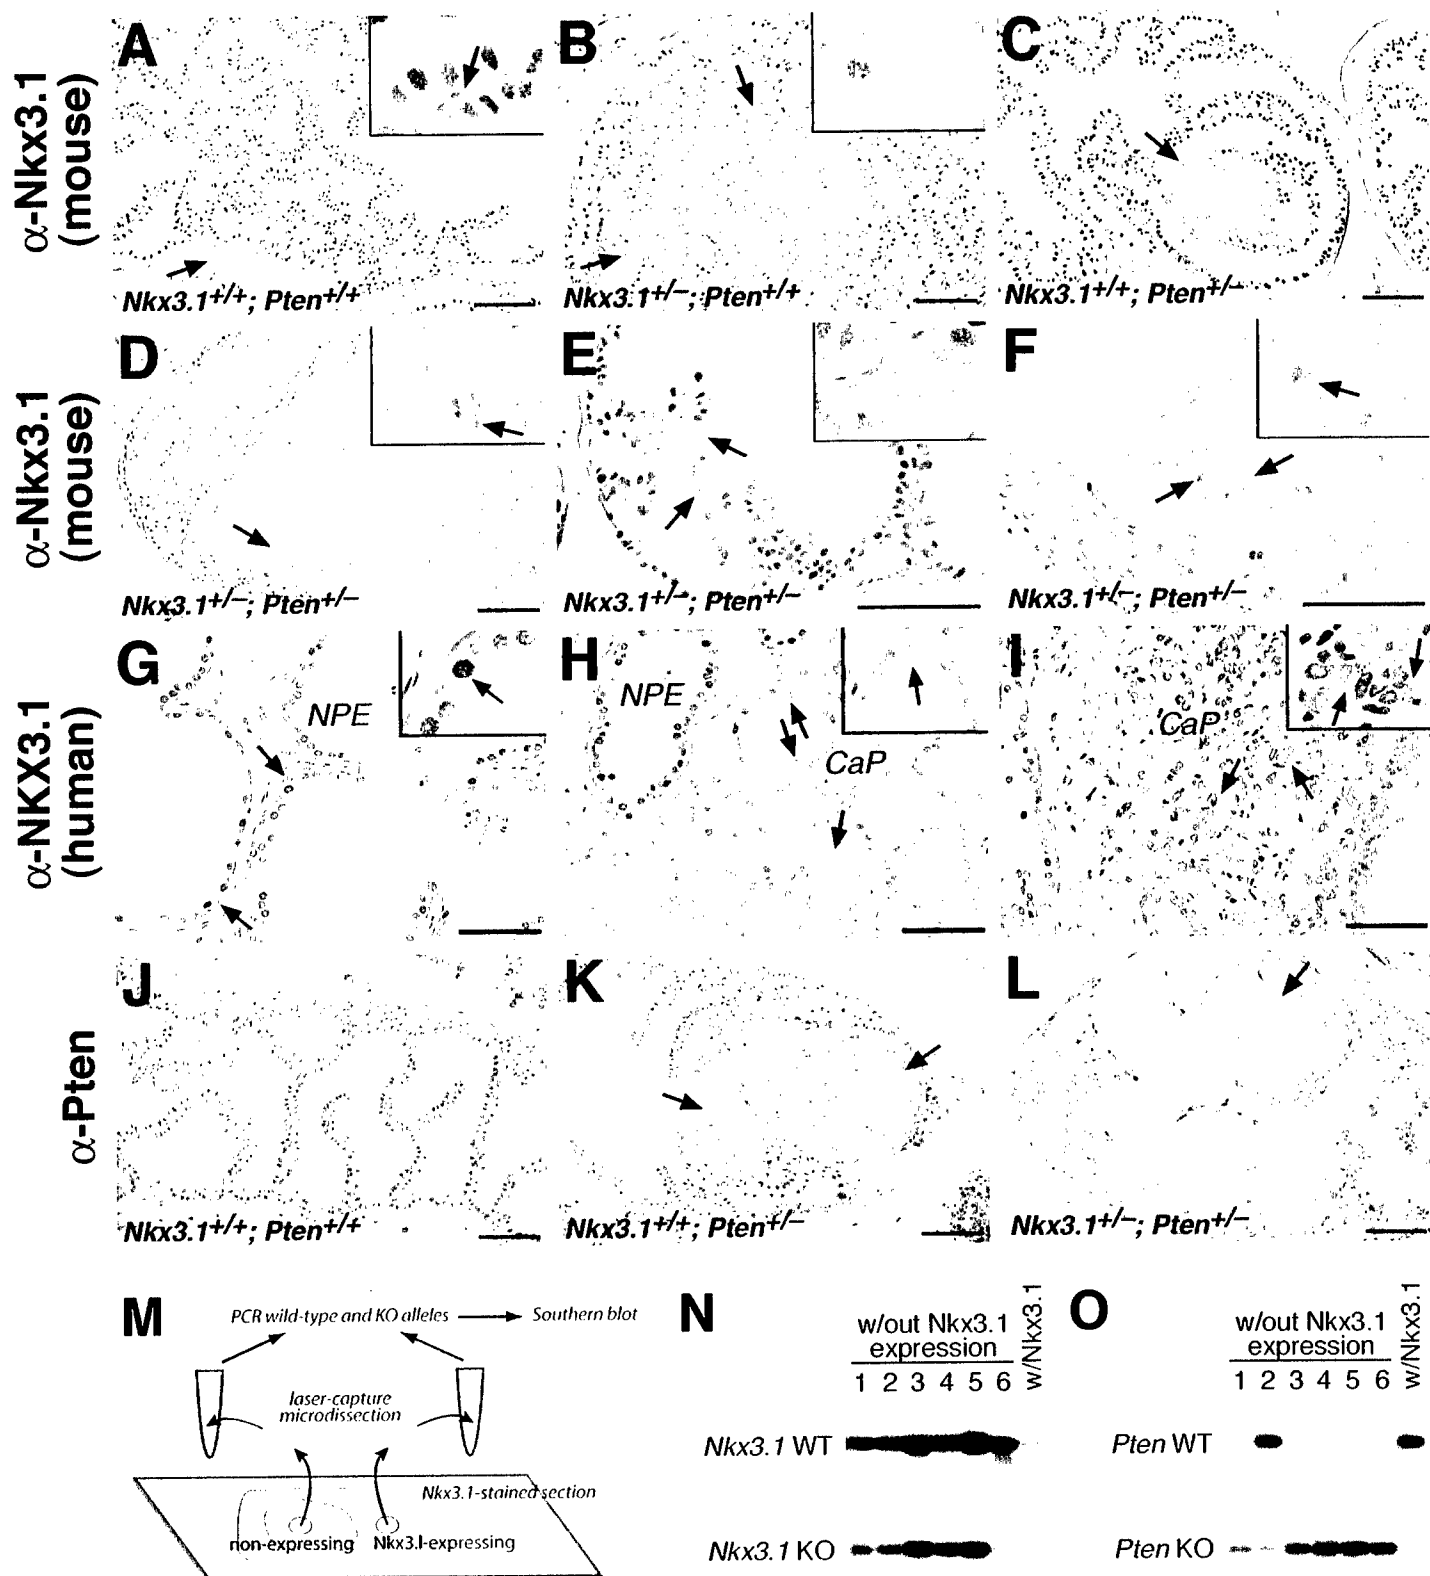 α-Nkx3.1
(mouse)
A
Nkx3.1+/+; Pten+/+
B
Nkx3.1+/–; Pten+/+
C
Nkx3.1+/+; Pten+/–
α-Nkx3.1
(mouse)
D
Nkx3.1+/–; Pten+/–
E
Nkx3.1+/–; Pten+/–
F
Nkx3.1+/–; Pten+/–
α-NKX3.1
(human)
G
NPE
H
NPE
CaP
I
CaP
α-Pten
J
Nkx3.1+/+; Pten+/+
K
Nkx3.1+/+; Pten+/–
L
Nkx3.1+/–; Pten+/–
M
PCR wild-type and KO alleles
Southern blot
laser-capture
microdissection
Nkx3.1-stained section
non-expressing
Nkx3.1-expressing
N
w/out Nkx3.1
expression
w/Nkx3.1
1 2 3 4 5 6
Nkx3.1 WT
Nkx3.1 KO
O
w/out Nkx3.1
expression
w/Nkx3.1
1 2 3 4 5 6
Pten WT
Pten KO